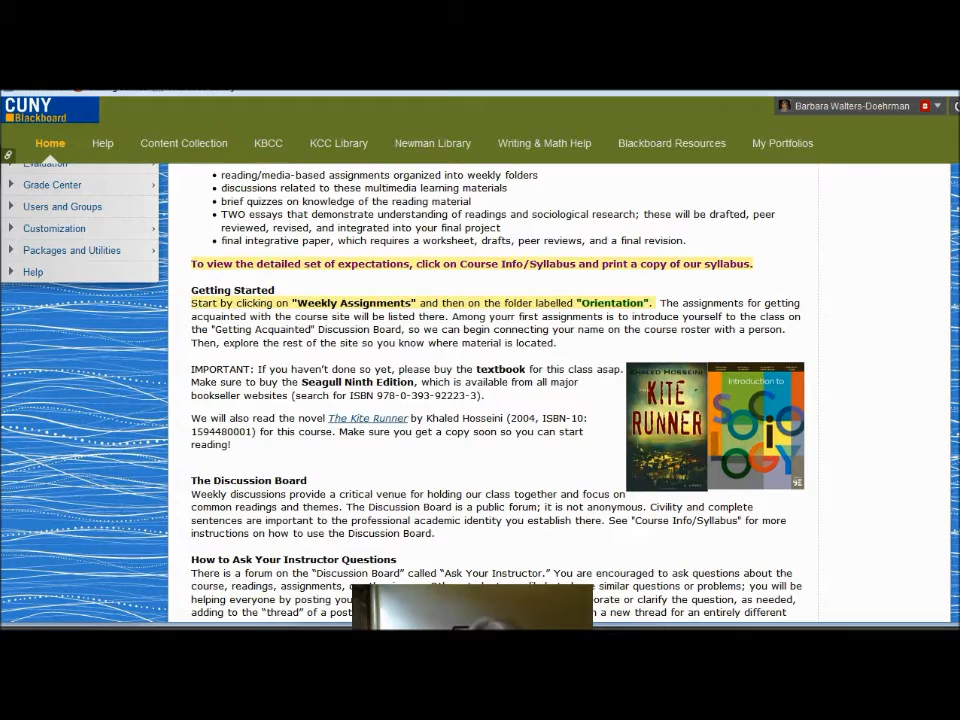 CUNY
Blackboard
Barbara Walters-Doehrman
Home Help Content Collection KBCC KCC Library Newman Library Writing & Math Help Blackboard Resources My Portfolios
Evaluation
Grade Center
Users and Groups
Customization
Packages and Utilities
Help
reading/media-based assignments organized into weekly folders
discussions related to these multimedia learning materials
brief quizzes on knowledge of the reading material
TWO essays that demonstrate understanding of readings and sociological research; these will be drafted, peer
reviewed, revised, and integrated into your final project
final integrative paper, which requires a worksheet, drafts, peer reviews, and a final revision.
To view the detailed set of expectations, click on Course Info/Syllabus and print a copy of our syllabus.
Getting Started
Start by clicking on "Weekly Assignments" and then on the folder labelled "Orientation". The assignments for getting
acquainted with the course site will be listed there. Among yourr first assignments is to introduce yourself to the class on
the "Getting Acquainted" Discussion Board, so we can begin connecting your name on the course roster with a person.
Then, explore the rest of the site so you know where material is located.
IMPORTANT: If you haven't done so yet, please buy the textbook for this class asap.
Make sure to buy the Seagull Ninth Edition, which is available from all major
bookseller websites (search for ISBN 978-0-393-92223-3).
We will also read the novel The Kite Runner by Khaled Hosseini (2004, ISBN-10:
1594480001) for this course. Make sure you get a copy soon so you can start
reading!
KHALED HOSSEINI
KITE
RUNNER
Introduction to
SOCiOLOGY
9E
The Discussion Board
Weekly discussions provide a critical venue for holding our class together and focus on
common readings and themes. The Discussion Board is a public forum; it is not anonymous. Civility and complete
sentences are important to the professional academic identity you establish there. See "Course Info/Syllabus" for more
instructions on how to use the Discussion Board.
How to Ask Your Instructor Questions
There is a forum on the "Discussion Board" called "Ask Your Instructor." You are encouraged to ask questions about the
course, readings, assignments, similar questions or problems; you will be
helping everyone by posting or clarify the question, as needed,
adding to the "thread" of a new thread for an entirely different